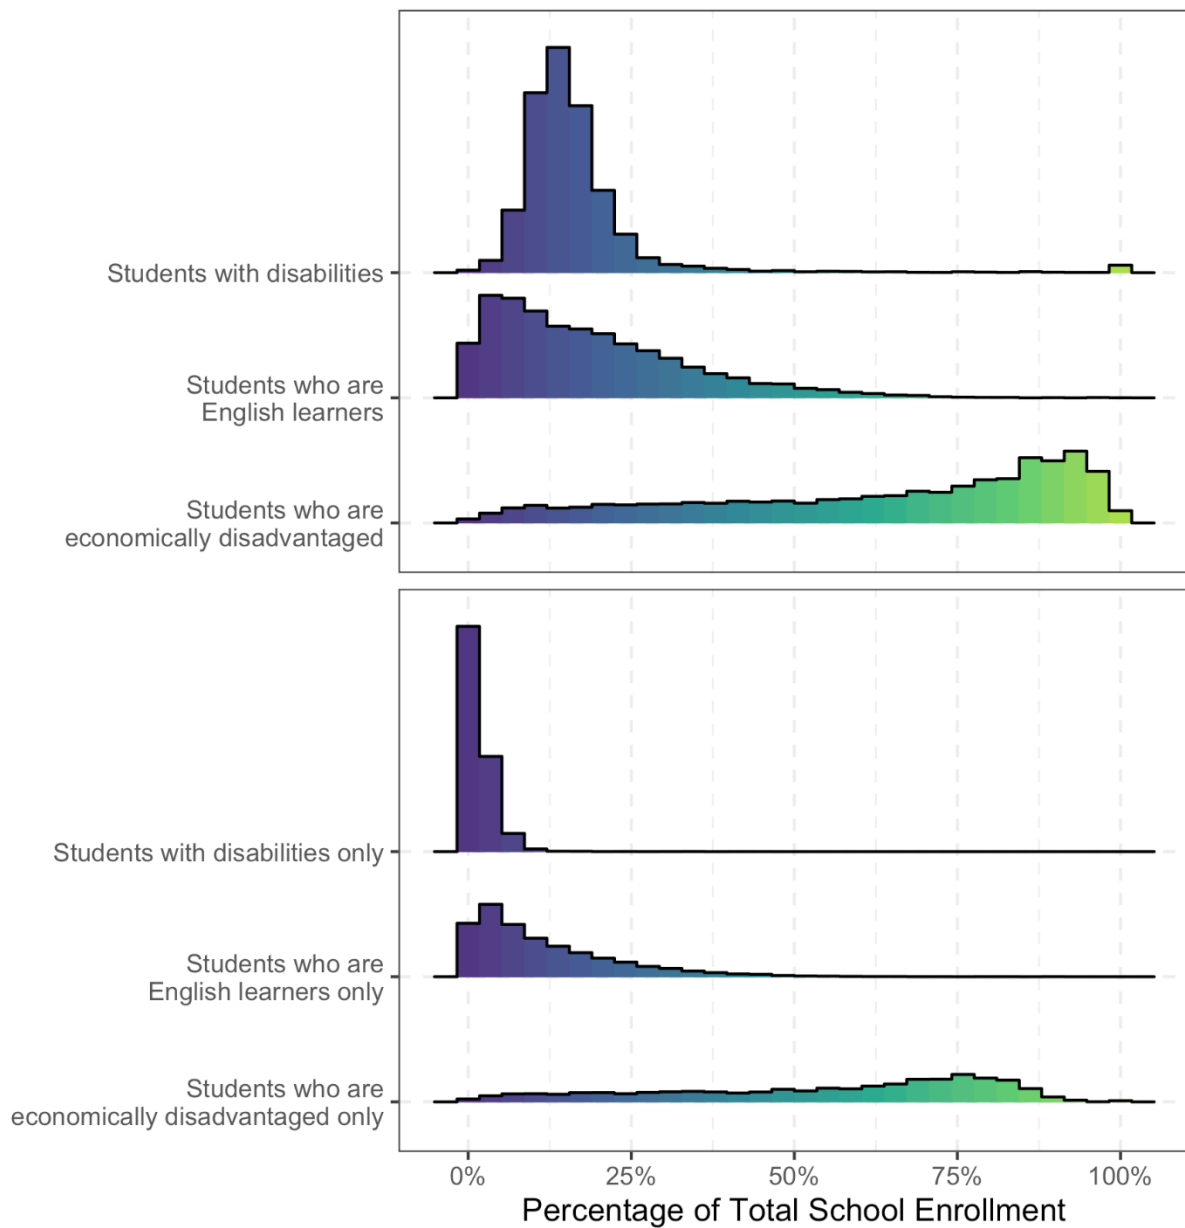 Students with disabilities
Students who are
English learners
Students who are
economically disadvantaged
Students with disabilities only
Students who are
English learners only
Students who are
economically disadvantaged only
0% 25% 50% 75% 100%
Percentage of Total School Enrollment